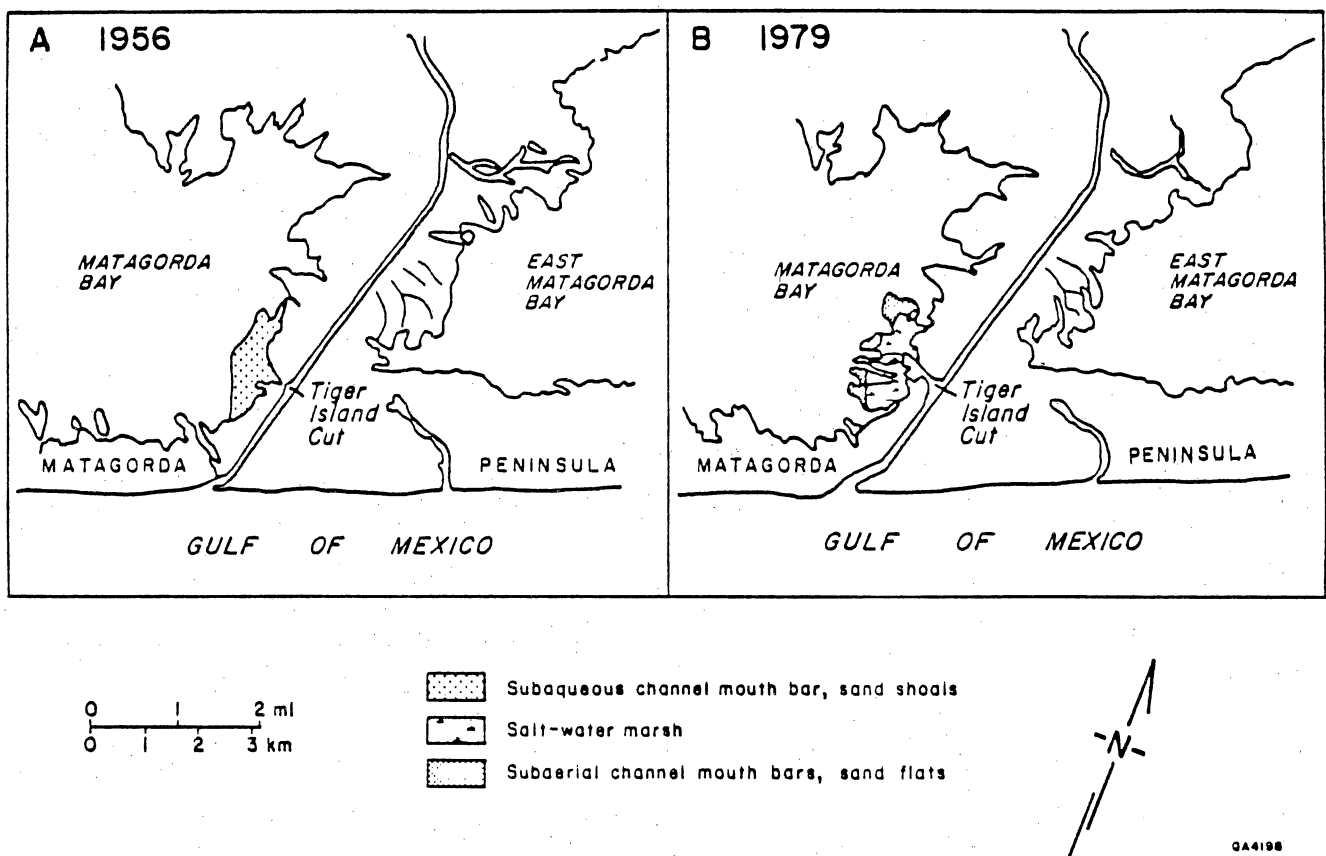 A 1956
MATAGORDA
BAY
EAST
MATAGORDA
BAY
Tiger
Island
Cut
MATAGORDA
PENINSULA
GULF OF MEXICO
B 1979
MATAGORDA
BAY
EAST
MATAGORDA
BAY
Tiger
Island
Cut
MATAGORDA
PENINSULA
GULF OF MEXICO
0 1 2 mi
0 1 2 3 km
Subaqueous channel mouth bar, sand shoals
Salt-water marsh
Subaerial channel mouth bars, sand flats
N